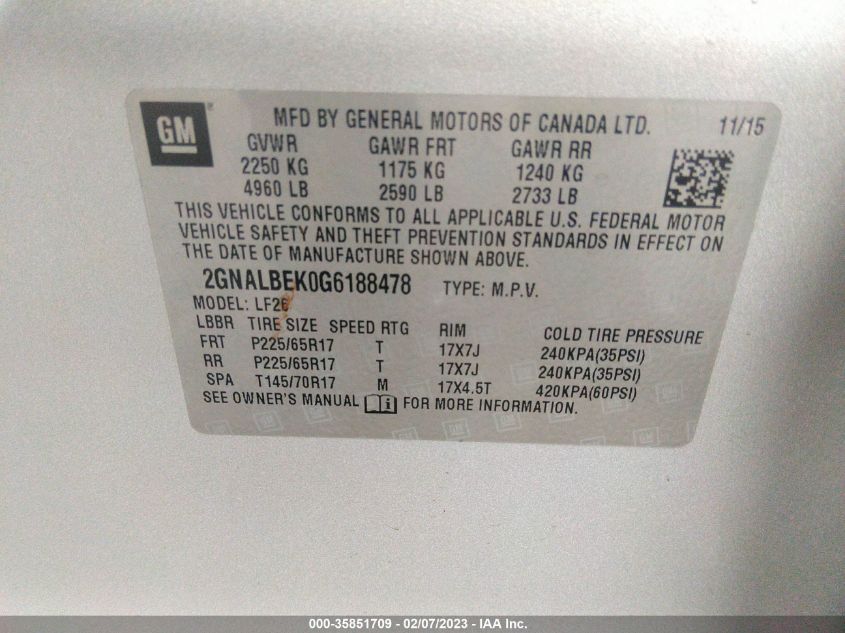 GM
MFD BY GENERAL MOTORS OF CANADA LTD. 11/15
GVWR GAWR FRT GAWR RR
2250 KG 1175 KG 1240 KG
4960 LB 2590 LB 2733 LB
THIS VEHICLE CONFORMS TO ALL APPLICABLE U.S. FEDERAL MOTOR
VEHICLE SAFETY AND THEFT PREVENTION STANDARDS IN EFFECT ON
THE DATE OF MANUFACTURE SHOWN ABOVE.
2GNALBEK0G6188478 TYPE: M.P.V.
MODEL: LF26
LBBR TIRE SIZE SPEED RTG RIM COLD TIRE PRESSURE
FRT P225/65R17 T 17X7J 240KPA(35PSI)
RR P225/65R17 T 17X7J 240KPA(35PSI)
SPA T145/70R17 M 17X4.5T 420KPA(60PSI)
SEE OWNER'S MANUAL i FOR MORE INFORMATION.
000-35851709 - 02/07/2023 - IAA Inc.